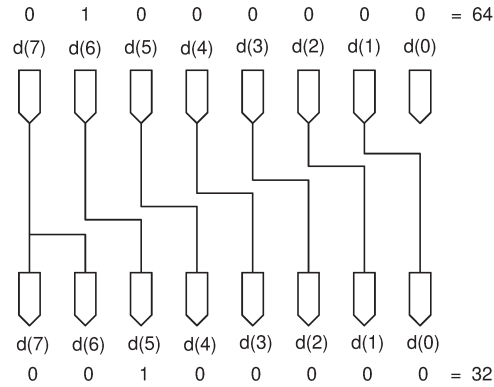 0 1 0 0 0 0 0 0 = 64
d(7) d(6) d(5) d(4) d(3) d(2) d(1) d(0)
d(7) d(6) d(5) d(4) d(3) d(2) d(1) d(0)
0 0 1 0 0 0 0 0 = 32